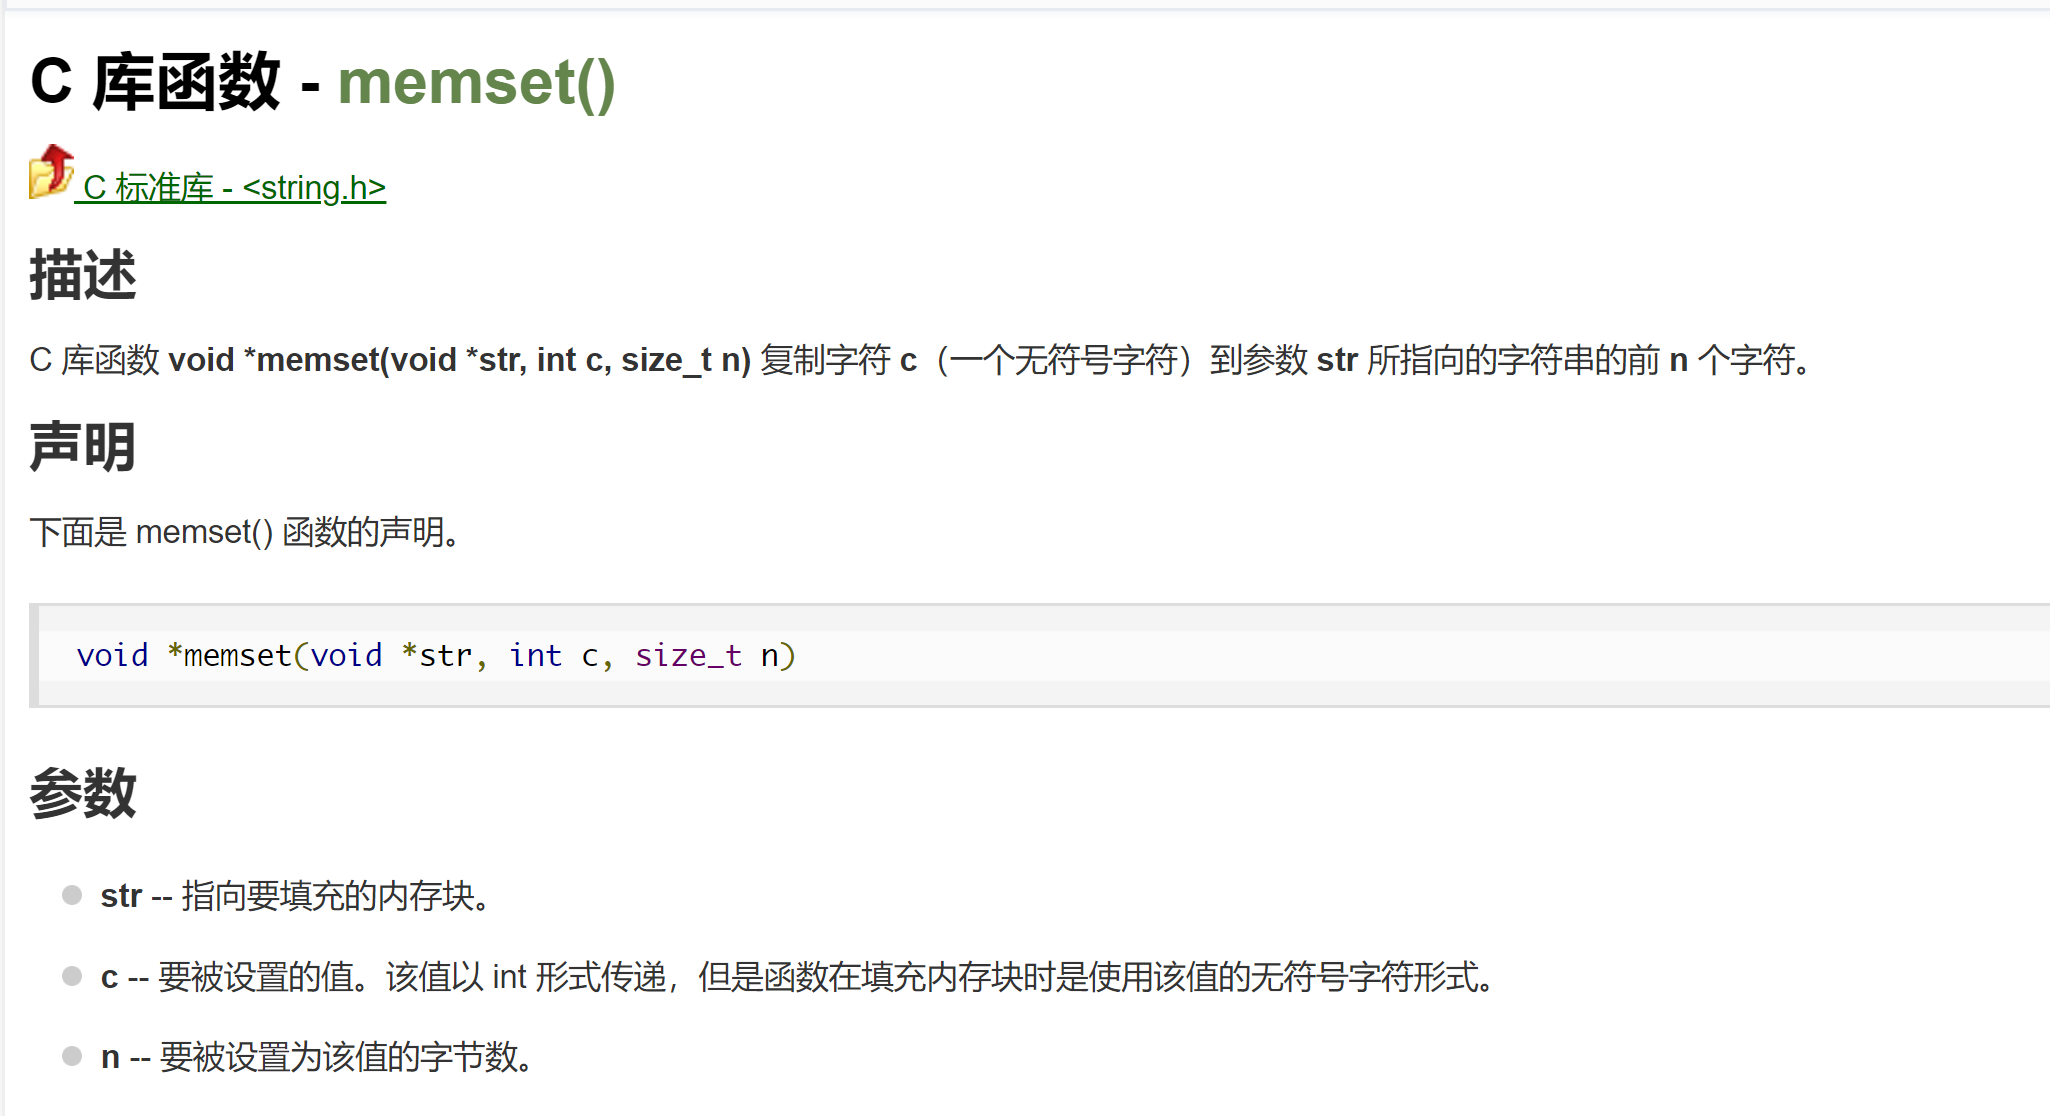 C 库函数 - memset()
C 标准库 - <string.h>
描述
C 库函数 void *memset(void *str, int c, size_t n) 复制字符 c（一个无符号字符）到参数 str 所指向的字符串的前 n 个字符。
声明
下面是 memset() 函数的声明。
void *memset(void *str, int c, size_t n)
参数
str -- 指向要填充的内存块。
c -- 要被设置的值。该值以 int 形式传递，但是函数在填充内存块时是使用该值的无符号字符形式。
n -- 要被设置为该值的字节数。